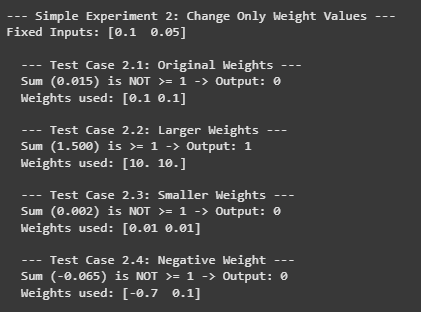 --- Simple Experiment 2: Change Only Weight Values ---
Fixed Inputs: [0.1  0.05]
--- Test Case 2.1: Original Weights ---
Sum (0.015) is NOT >= 1 -> Output: 0
Weights used: [0.1 0.1]
--- Test Case 2.2: Larger Weights ---
Sum (1.500) is >= 1 -> Output: 1
Weights used: [10. 10.]
--- Test Case 2.3: Smaller Weights ---
Sum (0.002) is NOT >= 1 -> Output: 0
Weights used: [0.01 0.01]
--- Test Case 2.4: Negative Weight ---
Sum (-0.065) is NOT >= 1 -> Output: 0
Weights used: [-0.7  0.1]